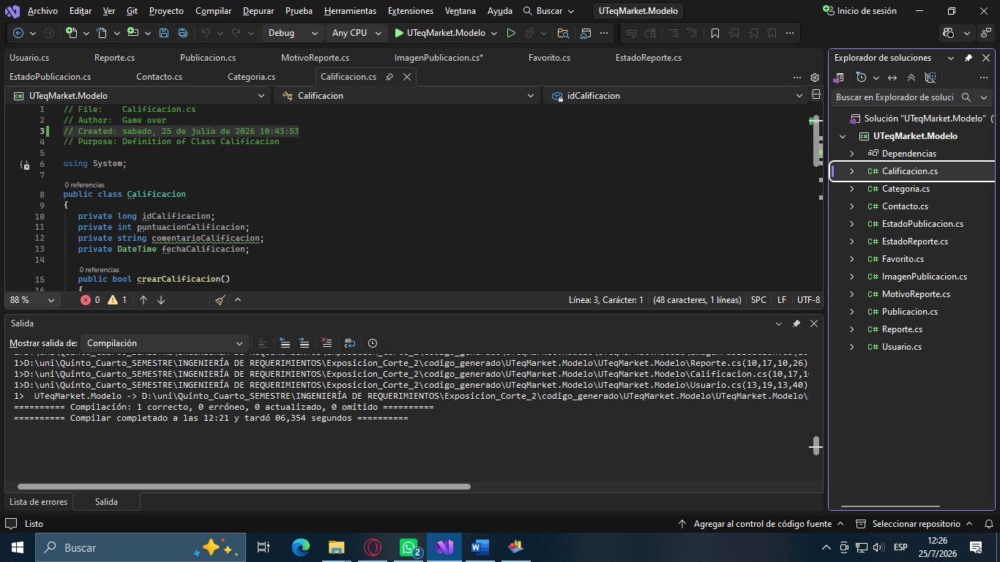 Archivo Editar Ver Git Proyecto Compilar Depurar Prueba Herramientas Extensiones Ventana Ayuda Buscar UTeqMarket.Modelo Inicio de sesión
Debug Any CPU UTeqMarket.Modelo
Usuario.cs Reporte.cs Publicacion.cs MotivoReporte.cs ImagenPublicacion.cs* Favorito.cs EstadoReporte.cs
EstadoPublicacion.cs Contacto.cs Categoria.cs Calificacion.cs
UTeqMarket.Modelo Calificacion idCalificacion
1 // File: Calificacion.cs
2 // Author: Game over
3 // Created: sabado, 25 de julio de 2026 10:43:53
4 // Purpose: Definition of Class Calificacion
5
6 using System;
7
0 referencias
8 public class Calificacion
9 {
10 private long idCalificacion;
11 private int puntuacionCalificacion;
12 private string comentarioCalificacion;
13 private DateTime fechaCalificacion;
14
0 referencias
15 public bool crearCalificacion()
16 {
88 % 0 1 Línea: 3, Carácter: 1 (48 caracteres, 1 líneas) SPC LF UTF-8
Salida
Mostrar salida de: Compilación
1>D:\uni\Quinto_Cuarto_SEMESTRE\INGENIERÍA DE REQUERIMIENTOS\Exposicion_Corte_2\codigo_generado\UTeqMarket.Modelo\UTeqMarket.Modelo\Reporte.cs(10,17,10,26)
1>D:\uni\Quinto_Cuarto_SEMESTRE\INGENIERÍA DE REQUERIMIENTOS\Exposicion_Corte_2\codigo_generado\UTeqMarket.Modelo\UTeqMarket.Modelo\Calificacion.cs(10,17,1
1>D:\uni\Quinto_Cuarto_SEMESTRE\INGENIERÍA DE REQUERIMIENTOS\Exposicion_Corte_2\codigo_generado\UTeqMarket.Modelo\UTeqMarket.Modelo\Usuario.cs(13,19,13,40)
1> UTeqMarket.Modelo -> D:\uni\Quinto_Cuarto_SEMESTRE\INGENIERÍA DE REQUERIMIENTOS\Exposicion_Corte_2\codigo_generado\UTeqMarket.Modelo\UTeqMarket.Modelo\
========== Compilación: 1 correcto, 0 erróneo, 0 actualizado, 0 omitido ==========
========== Compilar completado a las 12:21 y tardó 06,354 segundos ==========
Lista de errores Salida
Explorador de soluciones
Buscar en Explorador de soluci
Solución "UTeqMarket.Modelo" (
UTeqMarket.Modelo
Dependencias
C# Calificacion.cs
C# Categoria.cs
C# Contacto.cs
C# EstadoPublicacion.cs
C# EstadoReporte.cs
C# Favorito.cs
C# ImagenPublicacion.cs
C# MotivoReporte.cs
C# Publicacion.cs
C# Reporte.cs
C# Usuario.cs
Listo Agregar al control de código fuente Seleccionar repositorio
Buscar 2 ESP 12:26
25/7/2026